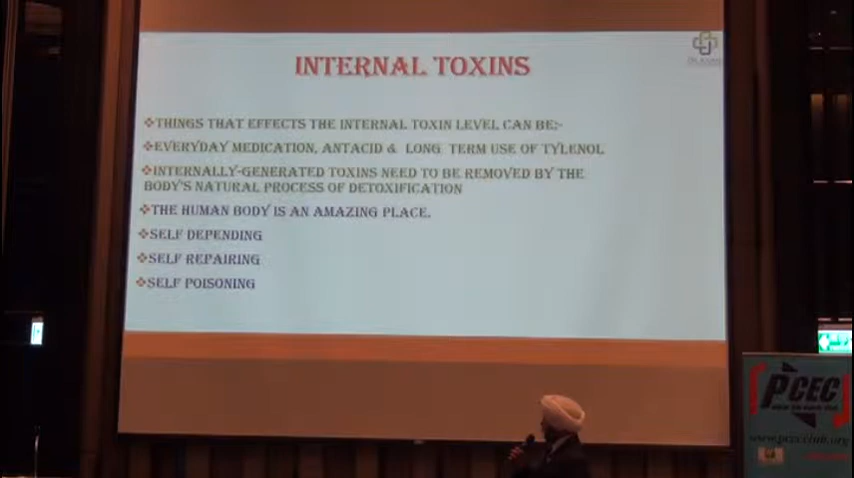 INTERNAL TOXINS
❖THINGS THAT EFFECTS THE INTERNAL TOXIN LEVEL CAN BE:-
❖EVERYDAY MEDICATION, ANTACID & LONG TERM USE OF TYLENOL
❖INTERNALLY-GENERATED TOXINS NEED TO BE REMOVED BY THE
BODY'S NATURAL PROCESS OF DETOXIFICATION
❖THE HUMAN BODY IS AN AMAZING PLACE.
❖SELF DEPENDING
❖SELF REPAIRING
❖SELF POISONING
PCEC
www.pcecclub.org